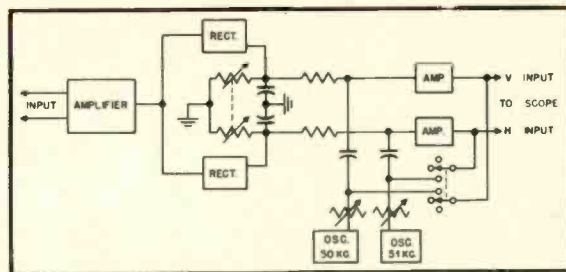 RECT.
AMP.
V INPUT
INPUT
AMPLIFIER
TO SCOPE
AMP.
H INPUT
RECT.
OSC.
50 KC.
OSC.
51 KC.